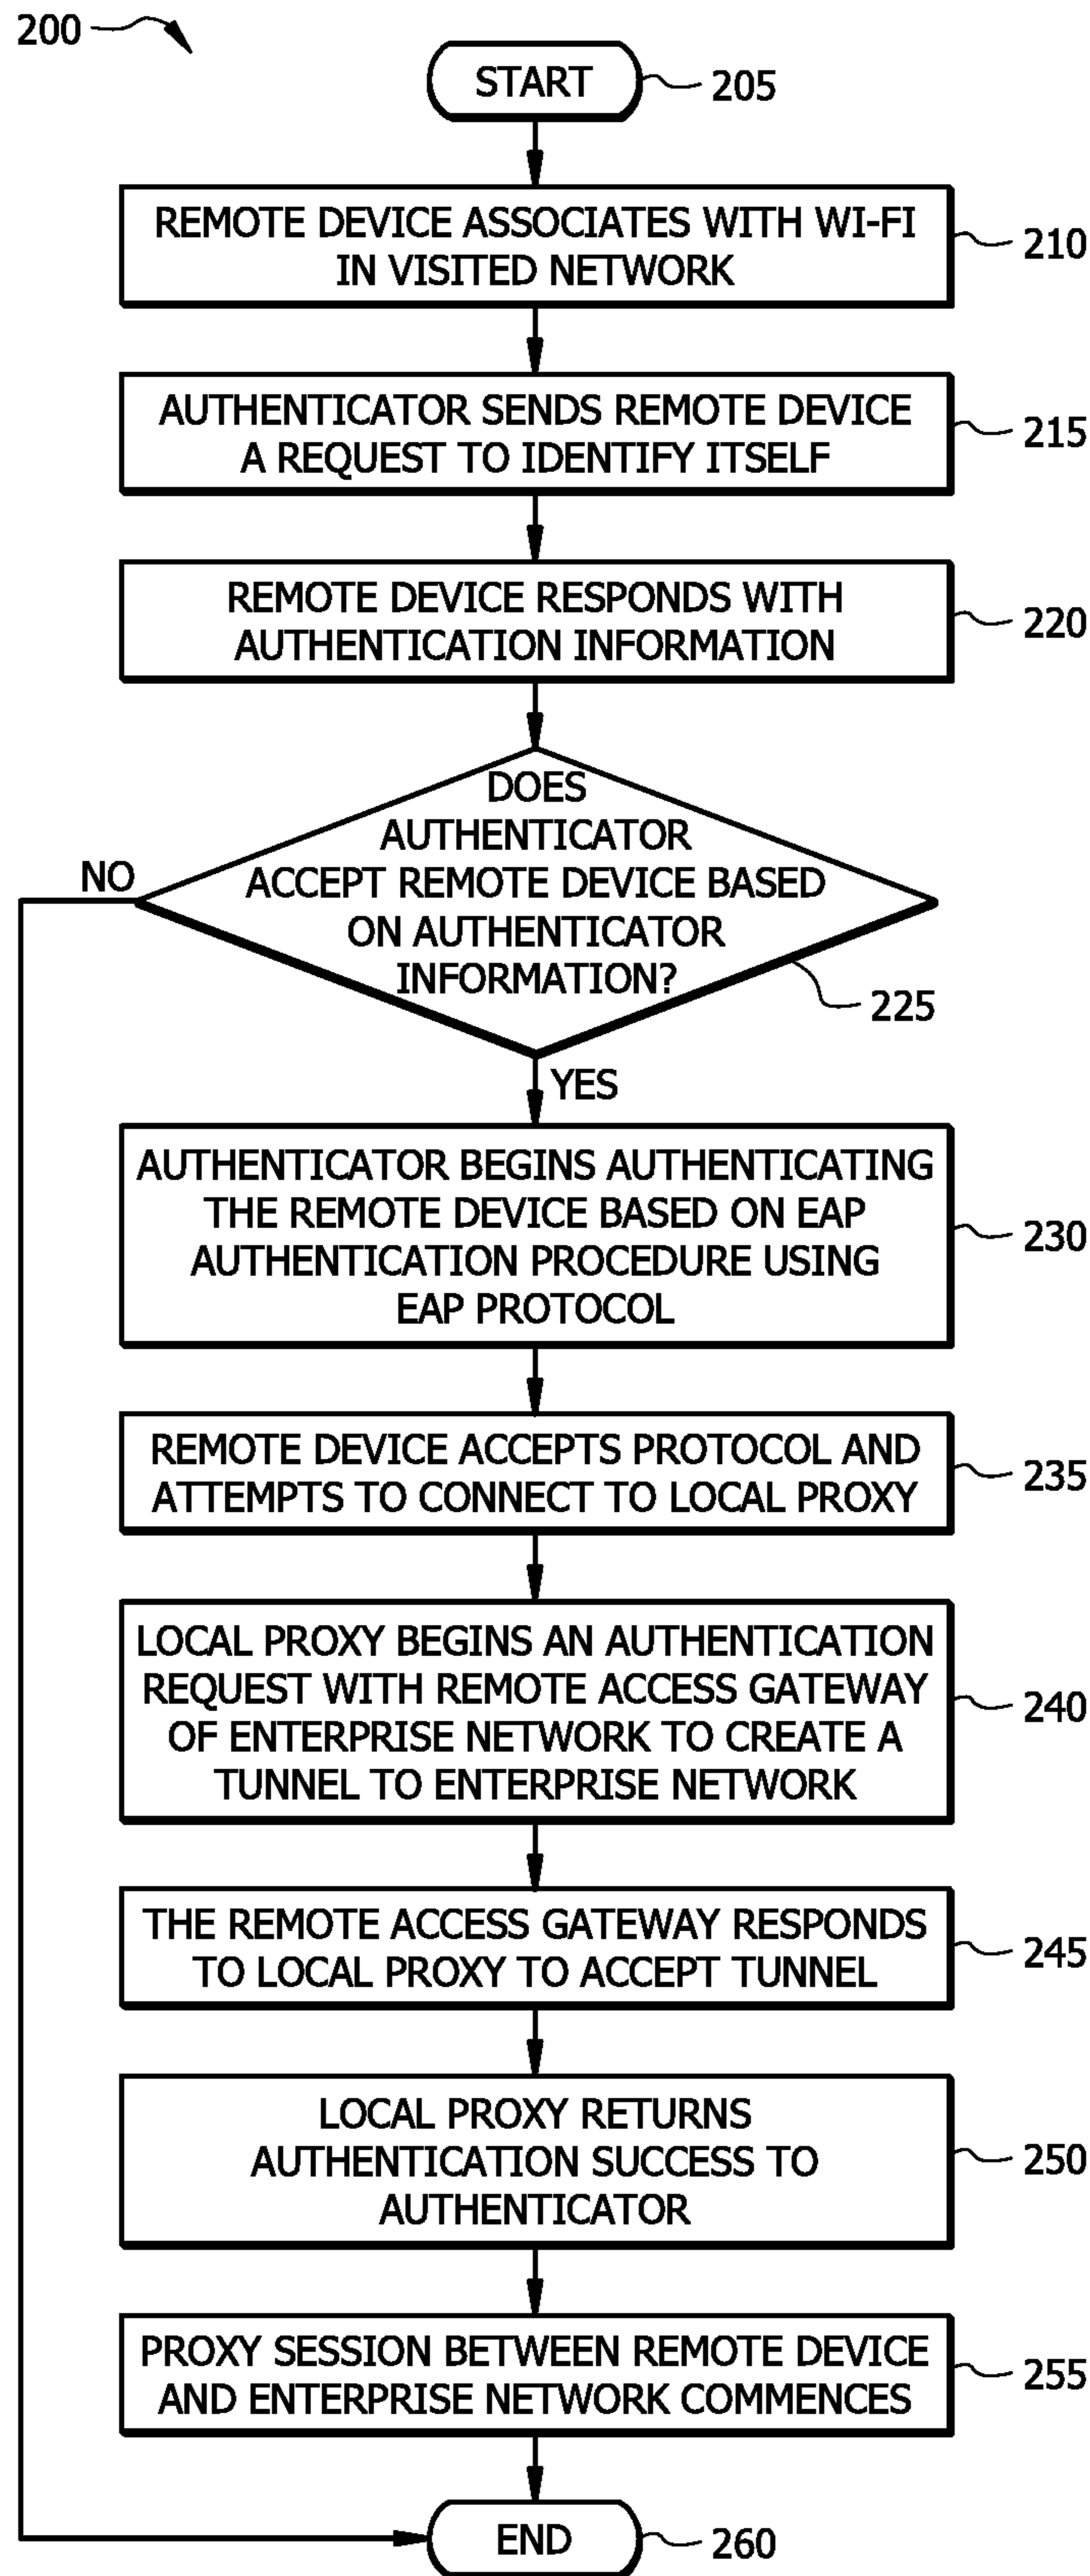 200
START
205
REMOTE DEVICE ASSOCIATES WITH WI-FI
IN VISITED NETWORK
210
AUTHENTICATOR SENDS REMOTE DEVICE
A REQUEST TO IDENTIFY ITSELF
215
REMOTE DEVICE RESPONDS WITH
AUTHENTICATION INFORMATION
220
DOES
AUTHENTICATOR
ACCEPT REMOTE DEVICE BASED
ON AUTHENTICATOR
INFORMATION?
225
NO
YES
AUTHENTICATOR BEGINS AUTHENTICATING
THE REMOTE DEVICE BASED ON EAP
AUTHENTICATION PROCEDURE USING
EAP PROTOCOL
230
REMOTE DEVICE ACCEPTS PROTOCOL AND
ATTEMPTS TO CONNECT TO LOCAL PROXY
235
LOCAL PROXY BEGINS AN AUTHENTICATION
REQUEST WITH REMOTE ACCESS GATEWAY
OF ENTERPRISE NETWORK TO CREATE A
TUNNEL TO ENTERPRISE NETWORK
240
THE REMOTE ACCESS GATEWAY RESPONDS
TO LOCAL PROXY TO ACCEPT TUNNEL
245
LOCAL PROXY RETURNS
AUTHENTICATION SUCCESS TO
AUTHENTICATOR
250
PROXY SESSION BETWEEN REMOTE DEVICE
AND ENTERPRISE NETWORK COMMENCES
255
END
260